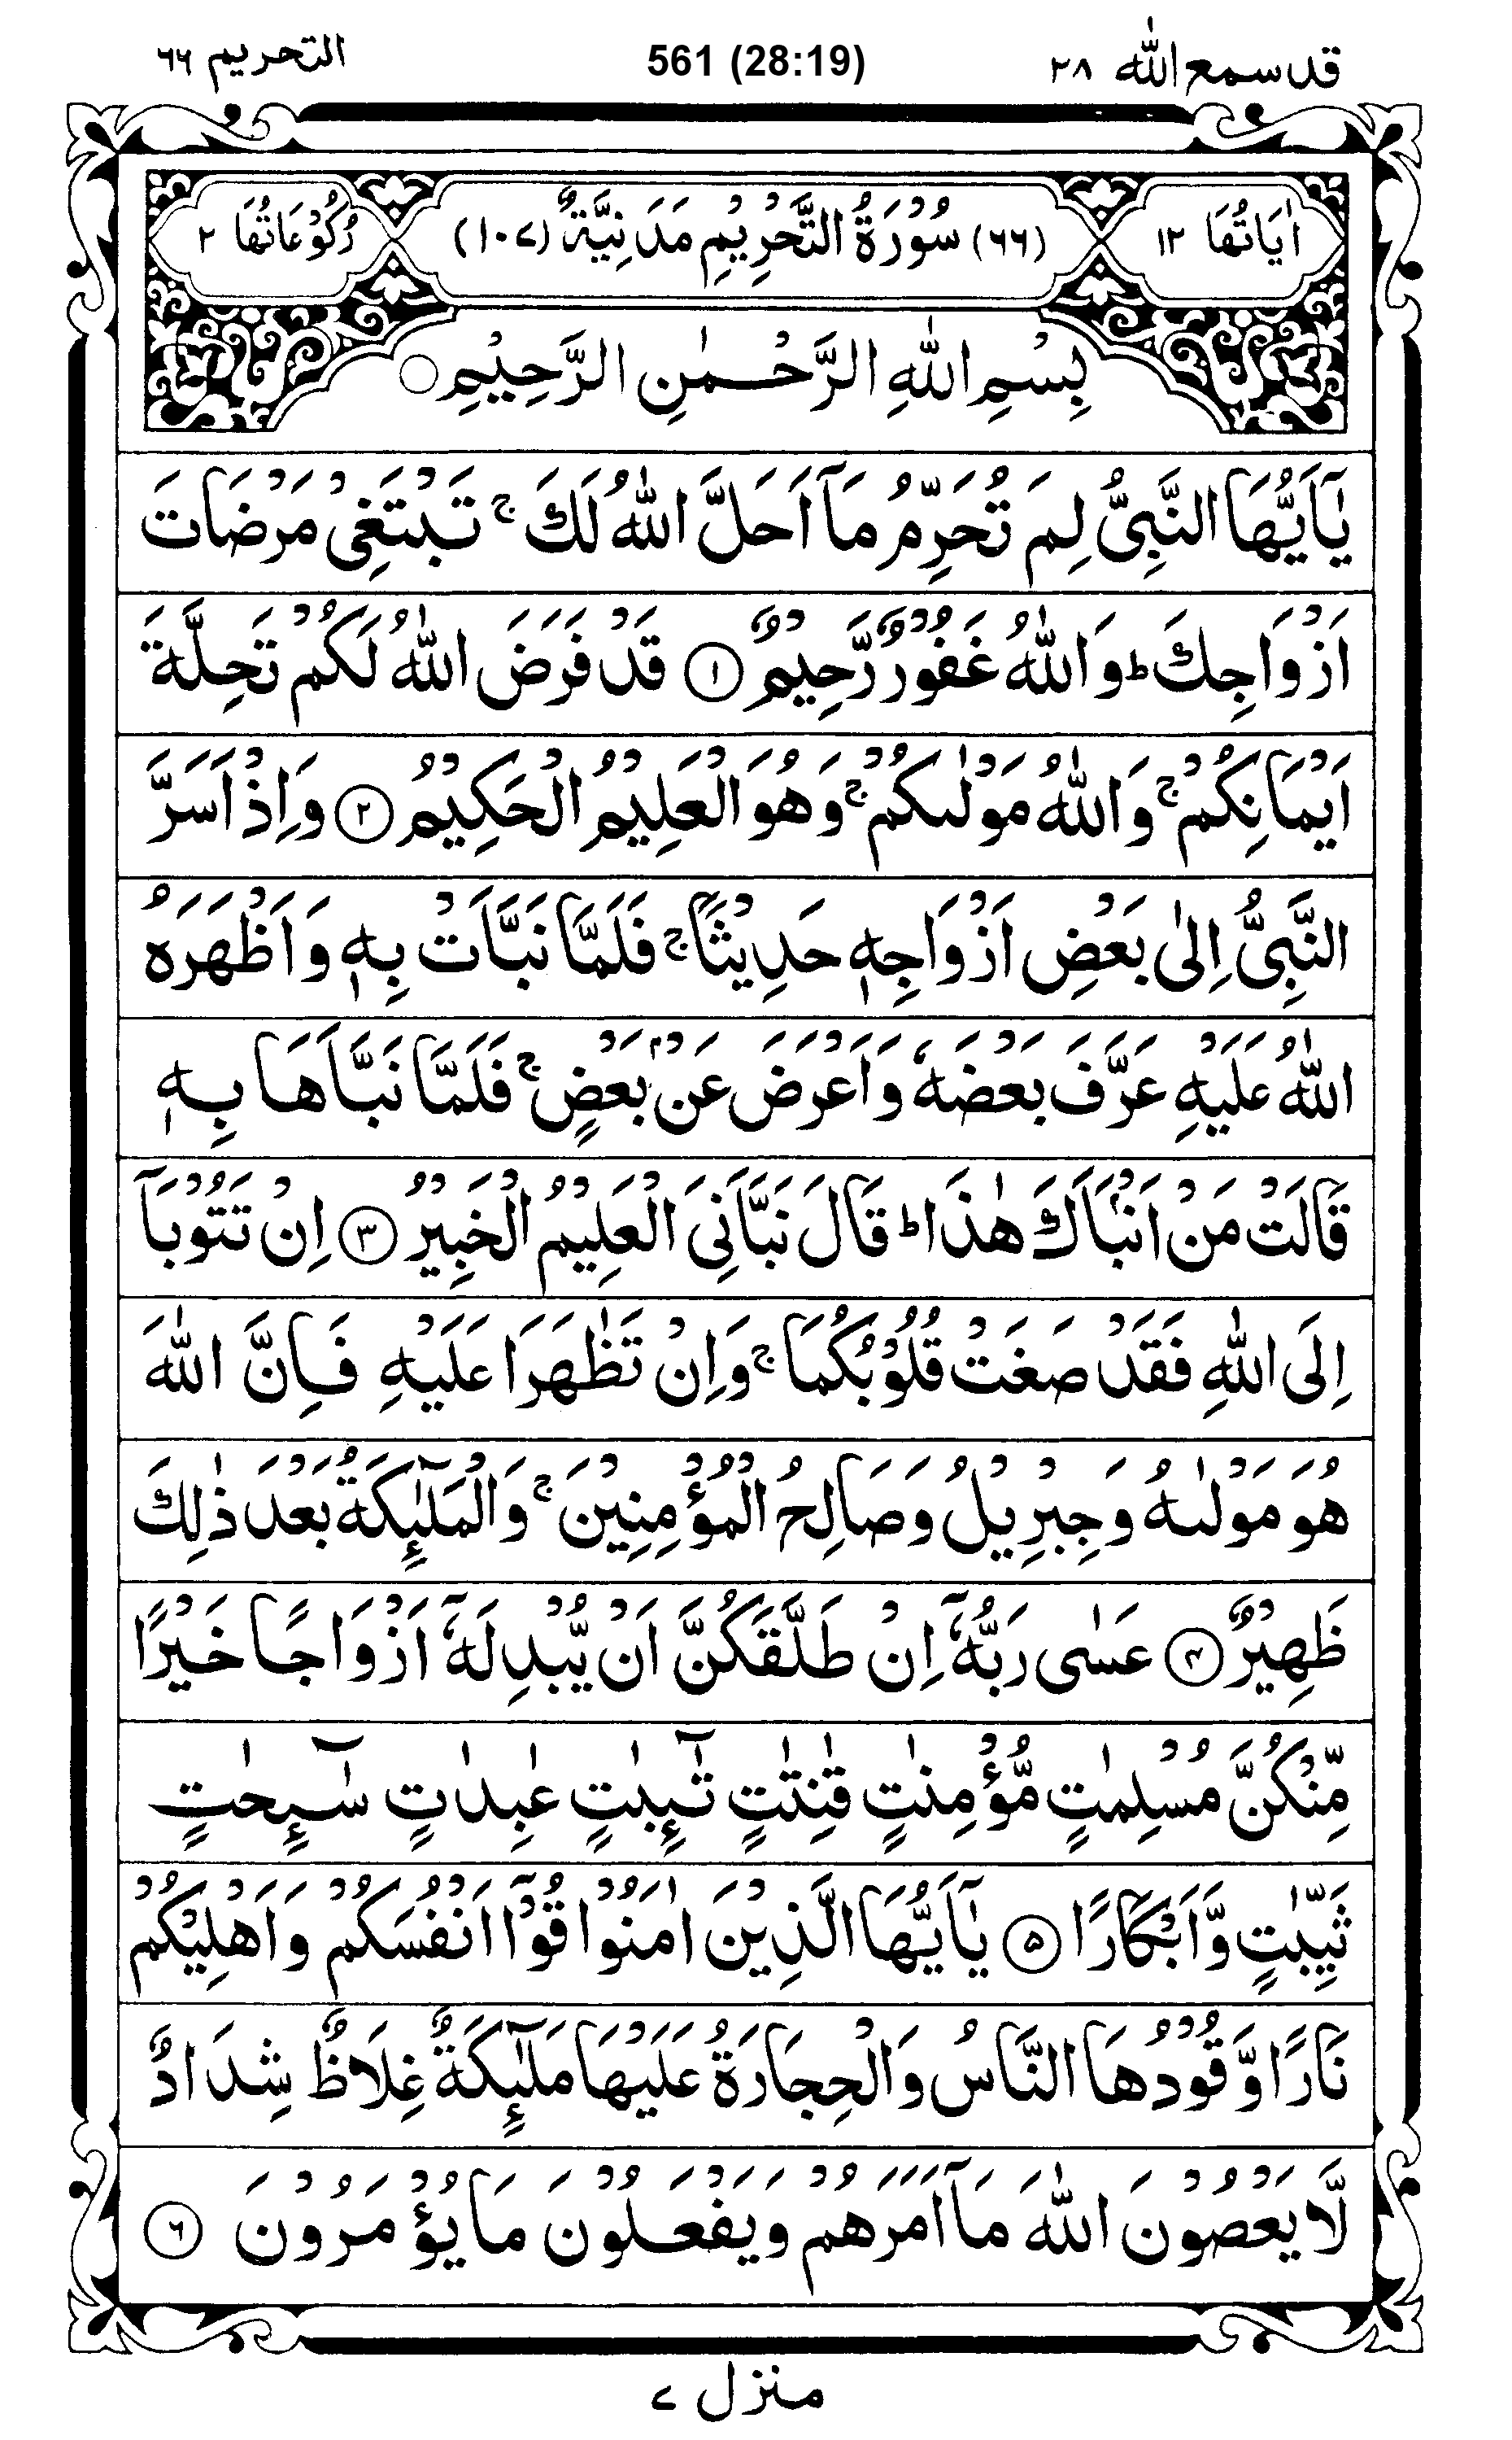 قد سمع الله ٢٨ 561 (28:19) التحريم ٦٦
اٰيَاتُهَا ١٢ (٦٦) سُوْرَةُ التَّحْرِيْمِ مَدَنِيَّةٌ (١٠٧) رُكُوْعَاتُهَا ٢
بِسْمِ اللّٰهِ الرَّحْمٰنِ الرَّحِيْمِ ○
يٰۤاَيُّهَا النَّبِىُّ لِمَ تُحَرِّمُ مَاۤ اَحَلَّ اللّٰهُ لَكَ ۚ تَبْتَغِىْ مَرْضَاتَ
اَزْوَاجِكَ ؕ وَاللّٰهُ غَفُوْرٌ رَّحِيْمٌ ① قَدْ فَرَضَ اللّٰهُ لَكُمْ تَحِلَّةَ
اَيْمَانِكُمْ ۚ وَاللّٰهُ مَوْلٰىكُمْ ۚ وَهُوَ الْعَلِيْمُ الْحَكِيْمُ ② وَاِذْ اَسَرَّ
النَّبِىُّ اِلٰى بَعْضِ اَزْوَاجِهٖ حَدِيْثًا ۚ فَلَمَّا نَبَّاَتْ بِهٖ وَاَظْهَرَهُ
اللّٰهُ عَلَيْهِ عَرَّفَ بَعْضَهٗ وَاَعْرَضَ عَنْۢ بَعْضٍ ۚ فَلَمَّا نَبَّاَهَا بِهٖ
قَالَتْ مَنْ اَنْۢبَاَكَ هٰذَا ؕ قَالَ نَبَّاَنِىَ الْعَلِيْمُ الْخَبِيْرُ ③ اِنْ تَتُوْبَاۤ
اِلَى اللّٰهِ فَقَدْ صَغَتْ قُلُوْبُكُمَا ۚ وَاِنْ تَظٰهَرَا عَلَيْهِ فَاِنَّ اللّٰهَ
هُوَ مَوْلٰىهُ وَجِبْرِيْلُ وَصَالِحُ الْمُؤْمِنِيْنَ ۚ وَالْمَلٰٓئِكَةُ بَعْدَ ذٰلِكَ
ظَهِيْرٌ ④ عَسٰى رَبُّهٗۤ اِنْ طَلَّقَكُنَّ اَنْ يُّبْدِلَهٗۤ اَزْوَاجًا خَيْرًا
مِّنْكُنَّ مُسْلِمٰتٍ مُّؤْمِنٰتٍ قٰنِتٰتٍ تٰٓئِبٰتٍ عٰبِدٰتٍ سٰٓئِحٰتٍ
ثَيِّبٰتٍ وَّاَبْكَارًا ⑤ يٰۤاَيُّهَا الَّذِيْنَ اٰمَنُوْا قُوْۤا اَنْفُسَكُمْ وَاَهْلِيْكُمْ
نَارًا وَّقُوْدُهَا النَّاسُ وَالْحِجَارَةُ عَلَيْهَا مَلٰٓئِكَةٌ غِلَاظٌ شِدَادٌ
لَّا يَعْصُوْنَ اللّٰهَ مَاۤ اَمَرَهُمْ وَيَفْعَلُوْنَ مَا يُؤْمَرُوْنَ ⑥
منزل ٧